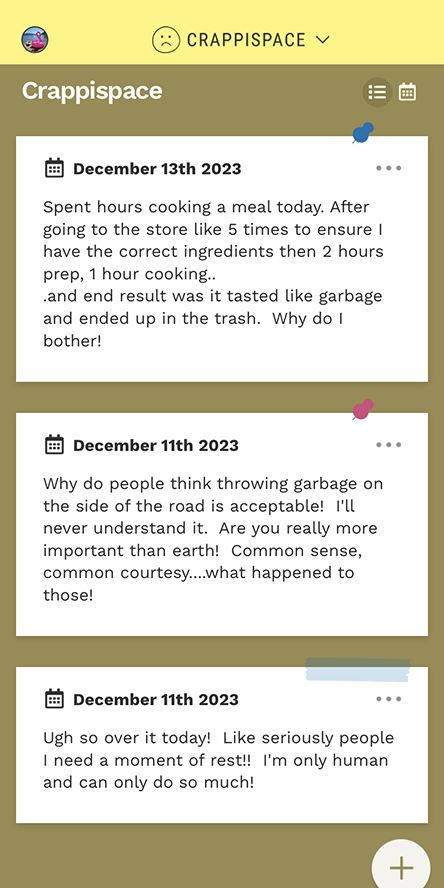 CRAPPISPACE
Crappispace
December 13th 2023
Spent hours cooking a meal today. After
going to the store like 5 times to ensure I
have the correct ingredients then 2 hours
prep, 1 hour cooking..
.and end result was it tasted like garbage
and ended up in the trash.  Why do I
bother!
December 11th 2023
Why do people think throwing garbage on
the side of the road is acceptable!  I'll
never understand it.  Are you really more
important than earth!  Common sense,
common courtesy....what happened to
those!
December 11th 2023
Ugh so over it today!  Like seriously people
I need a moment of rest!!  I'm only human
and can only do so much!